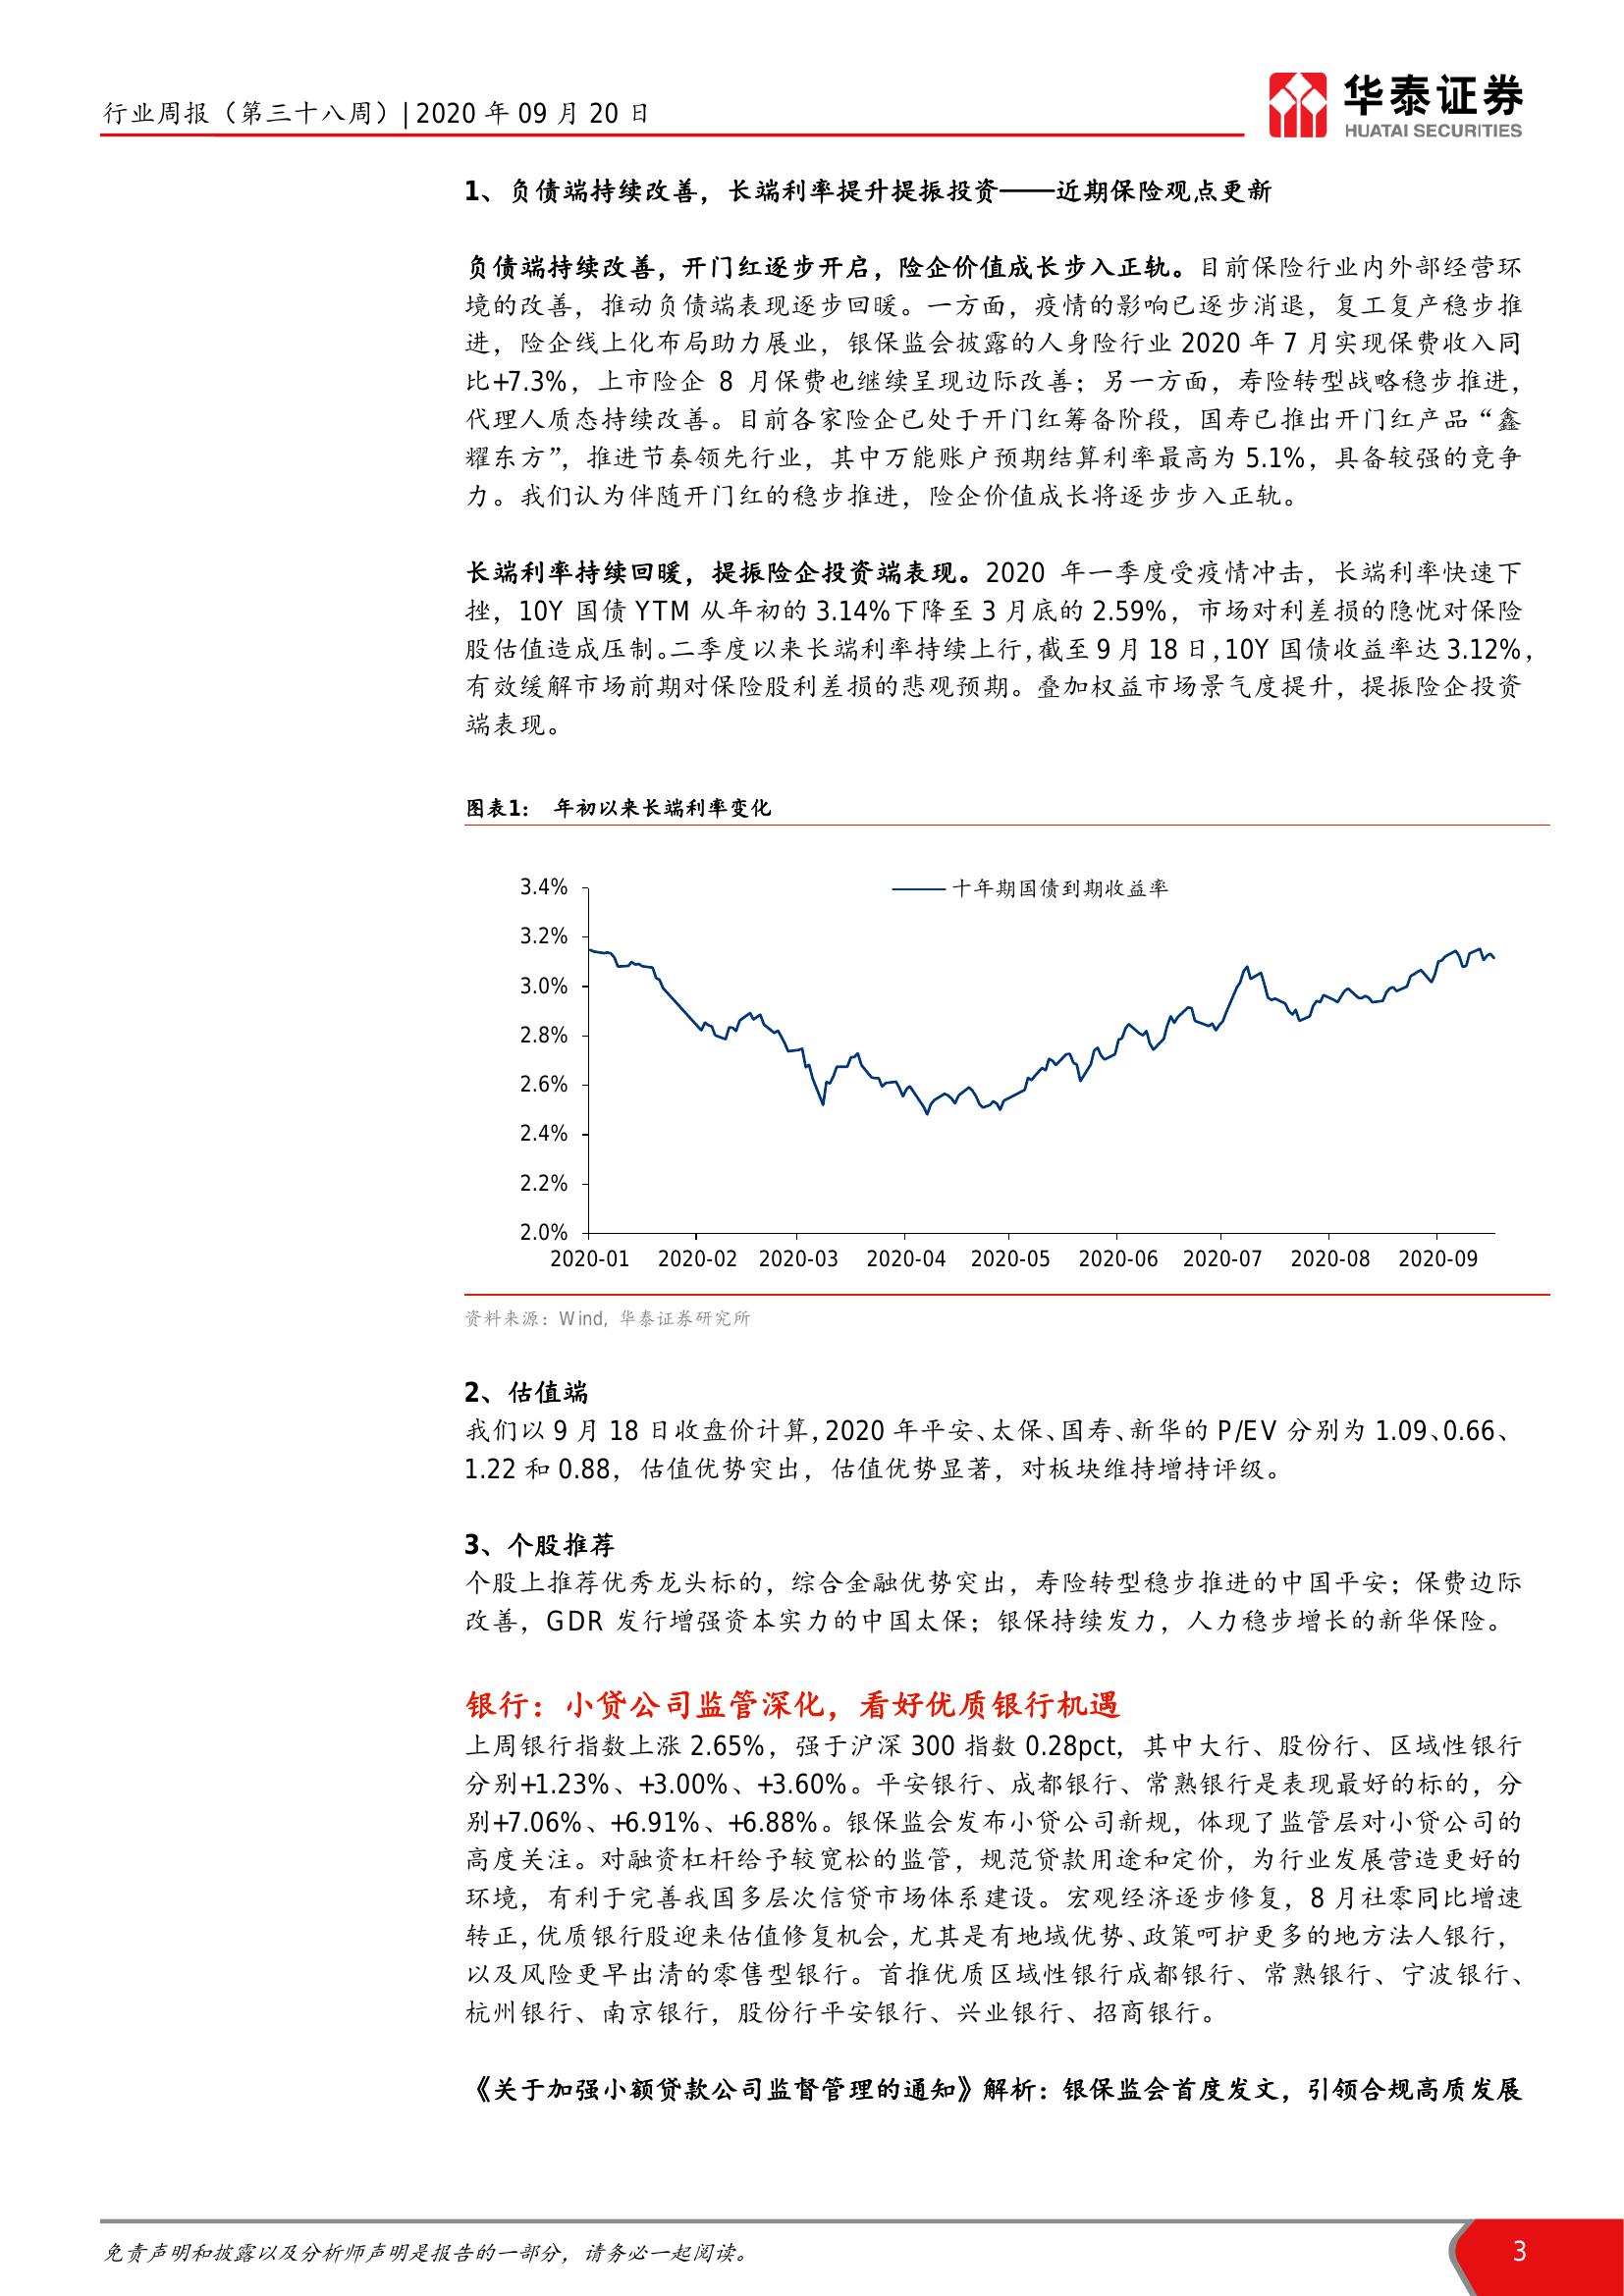 行业周报（第三十八周）| 2020 年 09 月 20 日
华泰证券
HUATAI SECURITIES
1、负债端持续改善，长端利率提升提振投资——近期保险观点更新
负债端持续改善，开门红逐步开启，险企价值成长步入正轨。目前保险行业内外部经营环
境的改善，推动负债端表现逐步回暖。一方面，疫情的影响已逐步消退，复工复产稳步推
进，险企线上化布局助力展业，银保监会披露的人身险行业 2020 年 7 月实现保费收入同
比+7.3%，上市险企 8 月保费也继续呈现边际改善；另一方面，寿险转型战略稳步推进，
代理人质态持续改善。目前各家险企已处于开门红筹备阶段，国寿已推出开门红产品“鑫
耀东方”，推进节奏领先行业，其中万能账户预期结算利率最高为 5.1%，具备较强的竞争
力。我们认为伴随开门红的稳步推进，险企价值成长将逐步步入正轨。
长端利率持续回暖，提振险企投资端表现。2020 年一季度受疫情冲击，长端利率快速下
挫，10Y 国债 YTM 从年初的 3.14%下降至 3 月底的 2.59%，市场对利差损的隐忧对保险
股估值造成压制。二季度以来长端利率持续上行，截至 9 月 18 日，10Y 国债收益率达 3.12%，
有效缓解市场前期对保险股利差损的悲观预期。叠加权益市场景气度提升，提振险企投资
端表现。
图表1： 年初以来长端利率变化
十年期国债到期收益率
3.4%
3.2%
3.0%
2.8%
2.6%
2.4%
2.2%
2.0%
2020-01 2020-02 2020-03 2020-04 2020-05 2020-06 2020-07 2020-08 2020-09
资料来源：Wind, 华泰证券研究所
2、估值端
我们以 9 月 18 日收盘价计算，2020 年平安、太保、国寿、新华的 P/EV 分别为 1.09、0.66、
1.22 和 0.88，估值优势突出，估值优势显著，对板块维持增持评级。
3、个股推荐
个股上推荐优秀龙头标的，综合金融优势突出，寿险转型稳步推进的中国平安；保费边际
改善，GDR 发行增强资本实力的中国太保；银保持续发力，人力稳步增长的新华保险。
银行：小贷公司监管深化，看好优质银行机遇
上周银行指数上涨 2.65%，强于沪深 300 指数 0.28pct，其中大行、股份行、区域性银行
分别+1.23%、+3.00%、+3.60%。平安银行、成都银行、常熟银行是表现最好的标的，分
别+7.06%、+6.91%、+6.88%。银保监会发布小贷公司新规，体现了监管层对小贷公司的
高度关注。对融资杠杆给予较宽松的监管，规范贷款用途和定价，为行业发展营造更好的
环境，有利于完善我国多层次信贷市场体系建设。宏观经济逐步修复，8 月社零同比增速
转正，优质银行股迎来估值修复机会，尤其是有地域优势、政策呵护更多的地方法人银行，
以及风险更早出清的零售型银行。首推优质区域性银行成都银行、常熟银行、宁波银行、
杭州银行、南京银行，股份行平安银行、兴业银行、招商银行。
《关于加强小额贷款公司监督管理的通知》解析：银保监会首度发文，引领合规高质发展
免责声明和披露以及分析师声明是报告的一部分，请务必一起阅读。
3